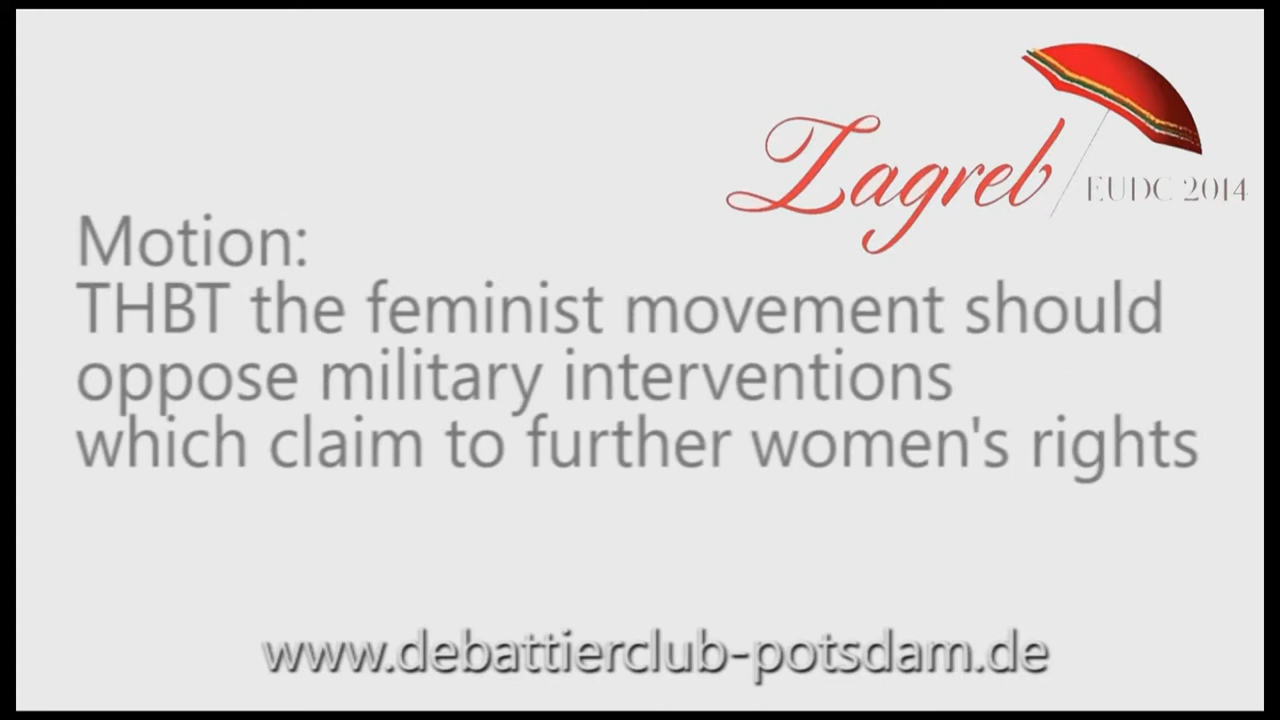 Zagreb EUDC 2014
Motion:
THBT the feminist movement should
oppose military interventions
which claim to further women's rights
www.debattierclub-potsdam.de